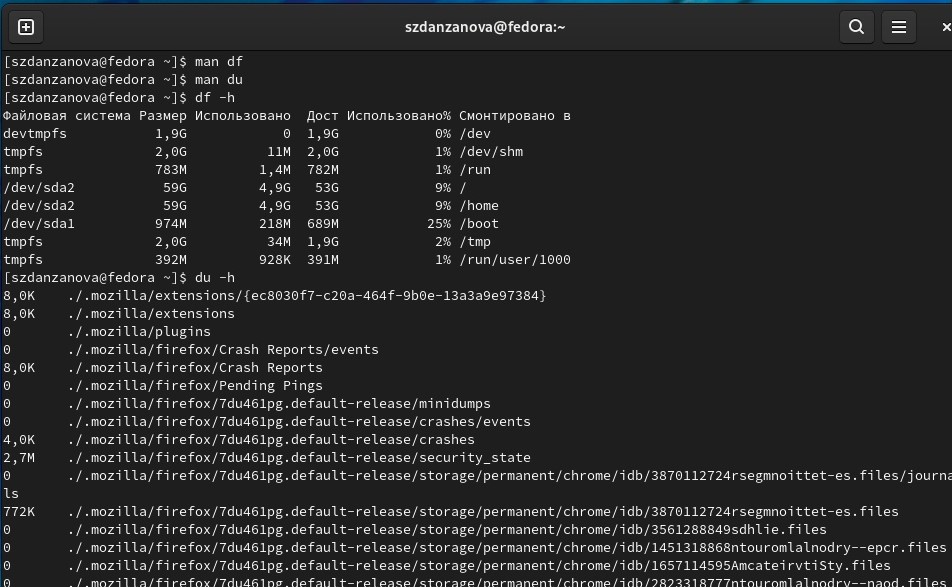 szdanzanova@fedora:~
[szdanzanova@fedora ~]$ man df
[szdanzanova@fedora ~]$ man du
[szdanzanova@fedora ~]$ df -h
Файловая система Размер Использовано  Дост Использовано% Смонтировано в
devtmpfs           1,9G            0  1,9G            0% /dev
tmpfs              2,0G          11M  2,0G            1% /dev/shm
tmpfs              783M         1,4M  782M            1% /run
/dev/sda2           59G         4,9G   53G            9% /
/dev/sda2           59G         4,9G   53G            9% /home
/dev/sda1          974M         218M  689M           25% /boot
tmpfs              2,0G          34M  1,9G            2% /tmp
tmpfs              392M         928K  391M            1% /run/user/1000
[szdanzanova@fedora ~]$ du -h
8,0K    ./.mozilla/extensions/{ec8030f7-c20a-464f-9b0e-13a3a9e97384}
8,0K    ./.mozilla/extensions
0       ./.mozilla/plugins
0       ./.mozilla/firefox/Crash Reports/events
8,0K    ./.mozilla/firefox/Crash Reports
0       ./.mozilla/firefox/Pending Pings
0       ./.mozilla/firefox/7du461pg.default-release/minidumps
0       ./.mozilla/firefox/7du461pg.default-release/crashes/events
4,0K    ./.mozilla/firefox/7du461pg.default-release/crashes
2,7M    ./.mozilla/firefox/7du461pg.default-release/security_state
0       ./.mozilla/firefox/7du461pg.default-release/storage/permanent/chrome/idb/3870112724rsegmnoittet-es.files/journa
ls
772K    ./.mozilla/firefox/7du461pg.default-release/storage/permanent/chrome/idb/3870112724rsegmnoittet-es.files
0       ./.mozilla/firefox/7du461pg.default-release/storage/permanent/chrome/idb/3561288849sdhlie.files
0       ./.mozilla/firefox/7du461pg.default-release/storage/permanent/chrome/idb/1451318868ntouromlalnodry--epcr.files
0       ./.mozilla/firefox/7du461pg.default-release/storage/permanent/chrome/idb/1657114595AmcateirvtiSty.files
0       ./.mozilla/firefox/7du461pg.default-release/storage/permanent/chrome/idb/2823318777ntouromlalnodry--naod.files